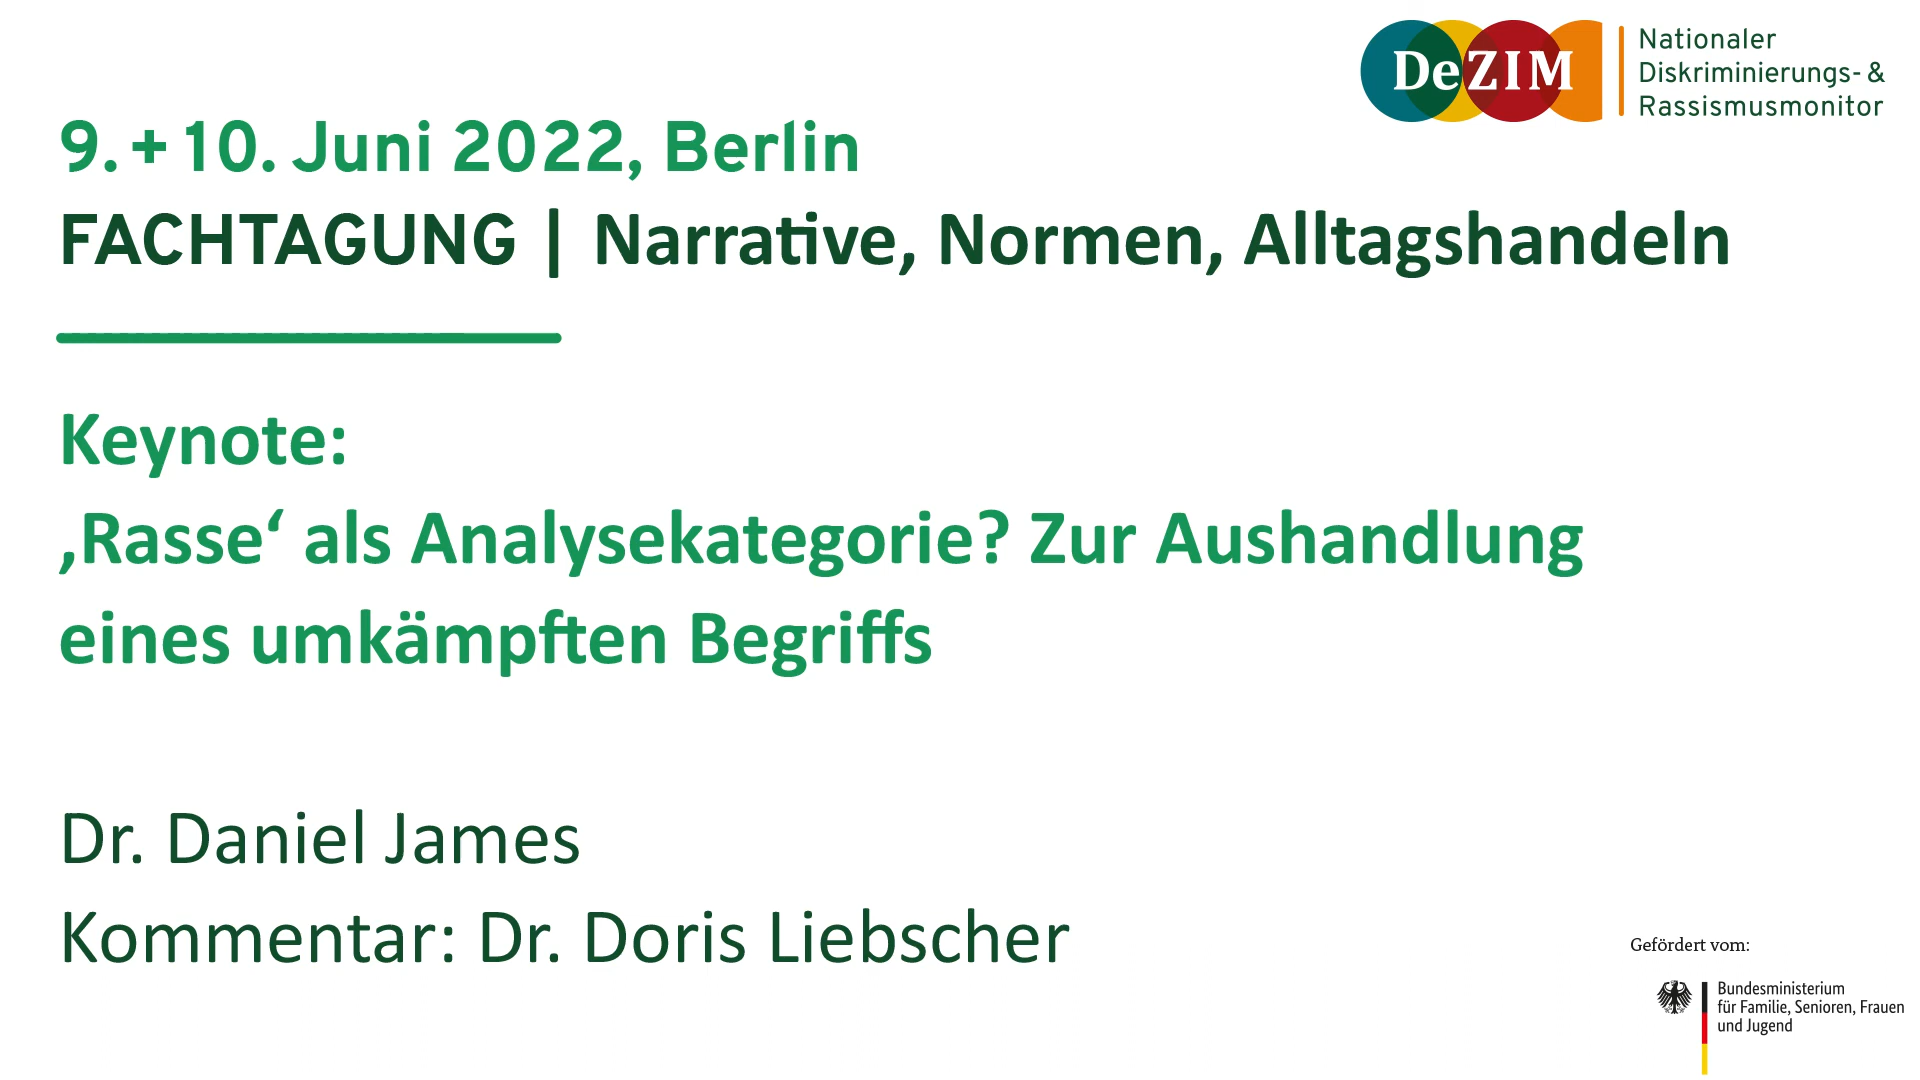 DeZIM
Nationaler
Diskriminierungs- &
Rassismusmonitor
9. + 10. Juni 2022, Berlin
FACHTAGUNG | Narrative, Normen, Alltagshandeln
Keynote:
‚Rasse‘ als Analysekategorie? Zur Aushandlung
eines umkämpften Begriffs
Dr. Daniel James
Kommentar: Dr. Doris Liebscher
Gefördert vom:
Bundesministerium
für Familie, Senioren, Frauen
und Jugend